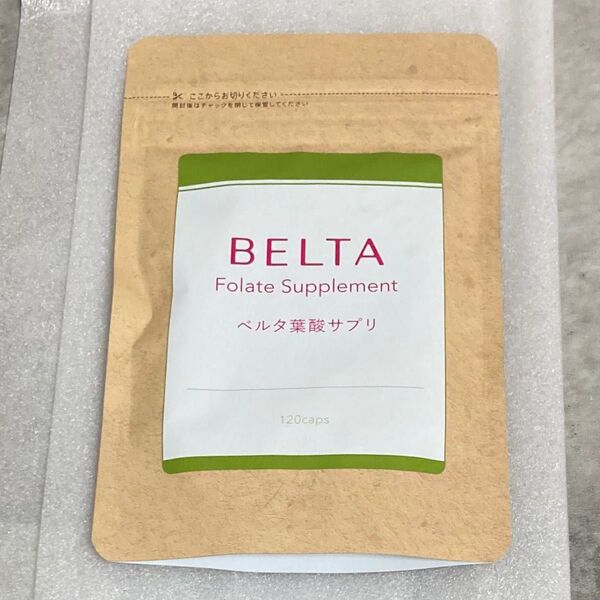 ここからお切りください
開封後はチャックを閉じて保管してください
BELTA
Folate Supplement
ベルタ葉酸サプリ
120caps